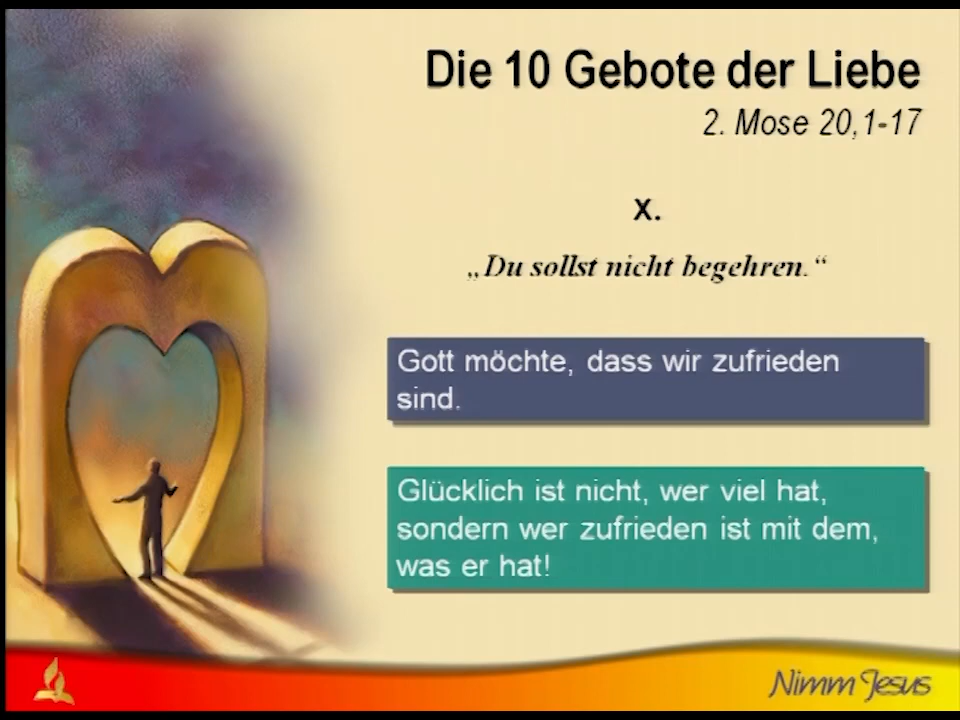 Die 10 Gebote der Liebe
2. Mose 20,1-17
X.
„Du sollst nicht begehren.“
Gott möchte, dass wir zufrieden
sind.
Glücklich ist nicht, wer viel hat,
sondern wer zufrieden ist mit dem,
was er hat!
Nimm Jesus